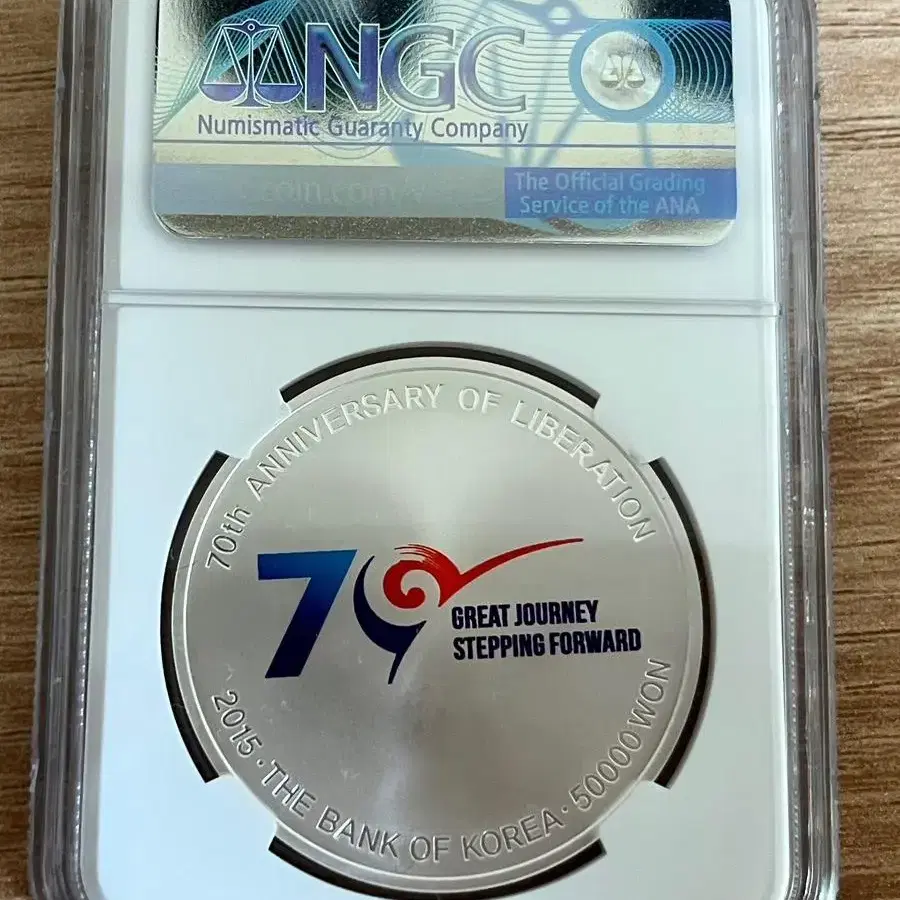 NGC
Numismatic Guaranty Company
The Official Grading
Service of the ANA
70th ANNIVERSARY OF LIBERATION
70
GREAT JOURNEY
STEPPING FORWARD
2015 · THE BANK OF KOREA · 50000 WON